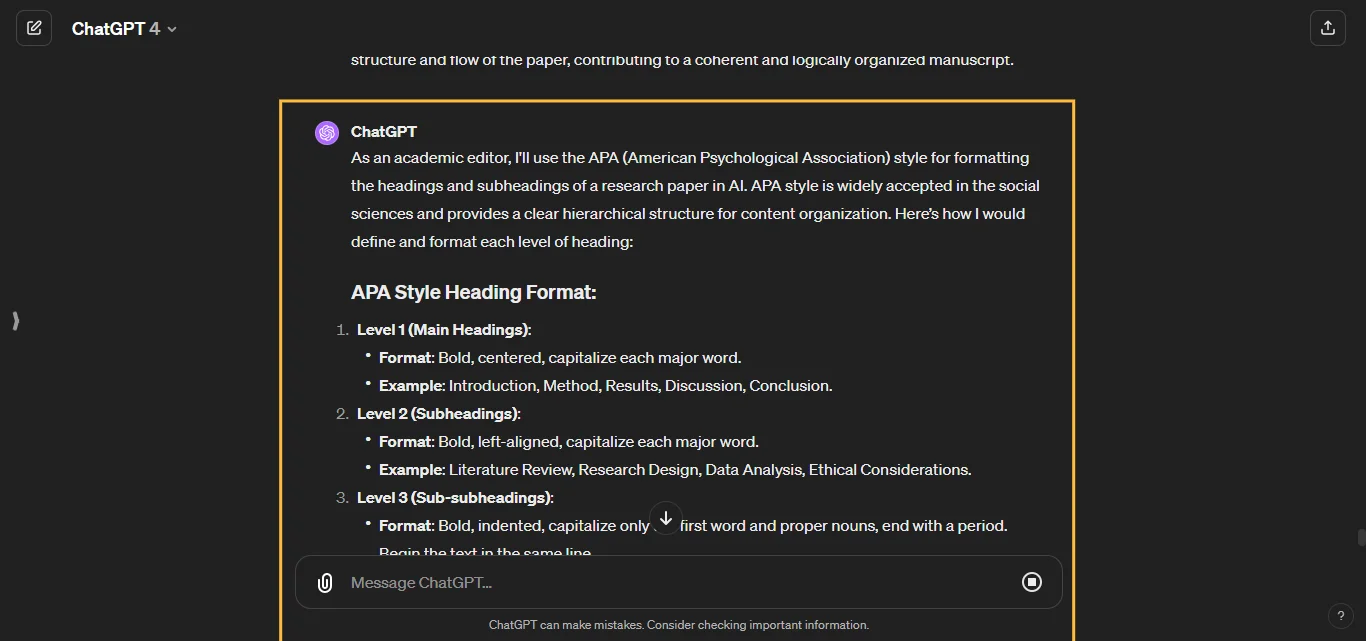 ChatGPT 4
structure and flow of the paper, contributing to a coherent and logically organized manuscript.
ChatGPT
As an academic editor, I'll use the APA (American Psychological Association) style for formatting
the headings and subheadings of a research paper in AI. APA style is widely accepted in the social
sciences and provides a clear hierarchical structure for content organization. Here's how I would
define and format each level of heading:
APA Style Heading Format:
1. Level 1 (Main Headings):
• Format: Bold, centered, capitalize each major word.
• Example: Introduction, Method, Results, Discussion, Conclusion.
2. Level 2 (Subheadings):
• Format: Bold, left-aligned, capitalize each major word.
• Example: Literature Review, Research Design, Data Analysis, Ethical Considerations.
3. Level 3 (Sub-subheadings):
• Format: Bold, indented, capitalize only first word and proper nouns, end with a period.
Begin the text in the same line.
Message ChatGPT...
ChatGPT can make mistakes. Consider checking important information.
?